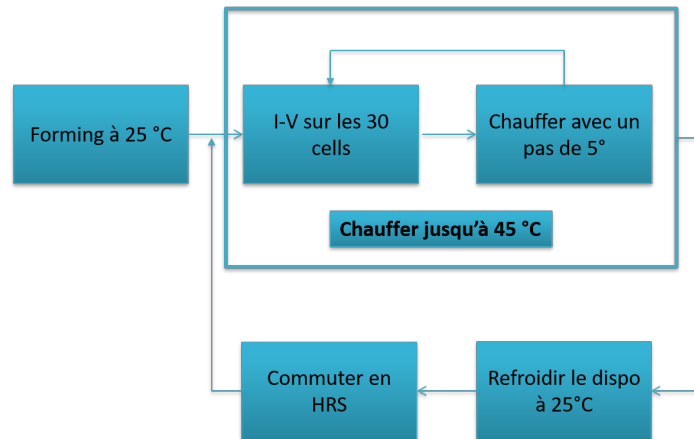 Forming à 25 °C
I-V sur les 30
cells
Chauffer avec un
pas de 5°
Chauffer jusqu'à 45 °C
Commuter en
HRS
Refroidir le dispo
à 25°C